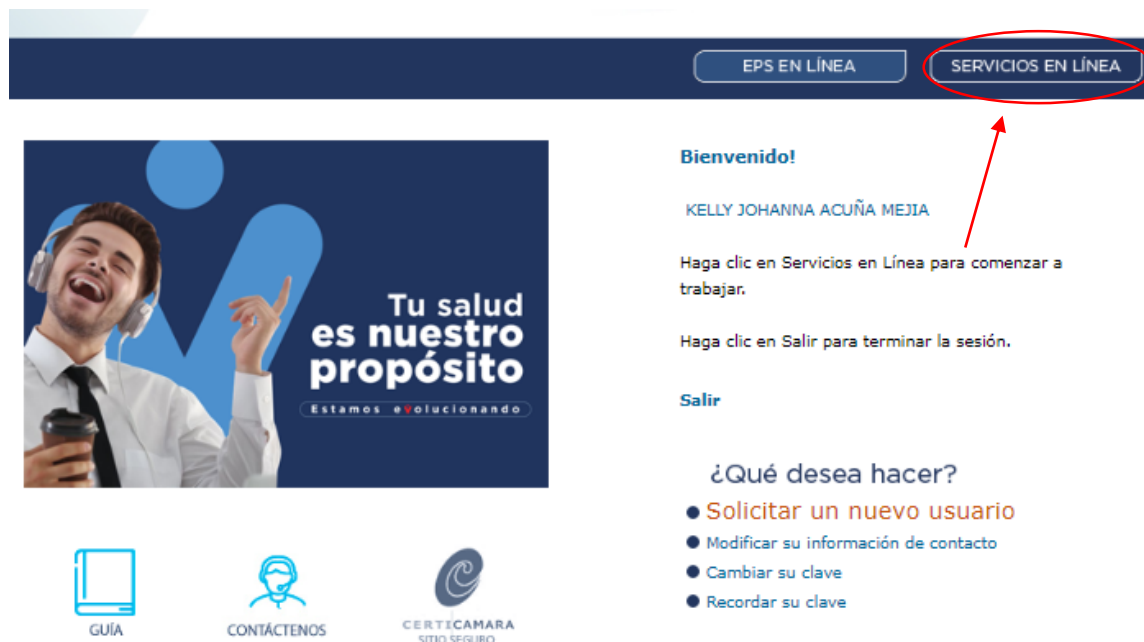 EPS EN LÍNEA
SERVICIOS EN LÍNEA
Bienvenido!
KELLY JOHANNA ACUÑA MEJIA
Haga clic en Servicios en Línea para comenzar a
trabajar.
Haga clic en Salir para terminar la sesión.
Salir
Tu salud
es nuestro
propósito
Estamos evolucionando
¿Qué desea hacer?
Solicitar un nuevo usuario
Modificar su información de contacto
Cambiar su clave
Recordar su clave
GUÍA
CONTÁCTENOS
CERTICAMARA
SITIO SEGURO